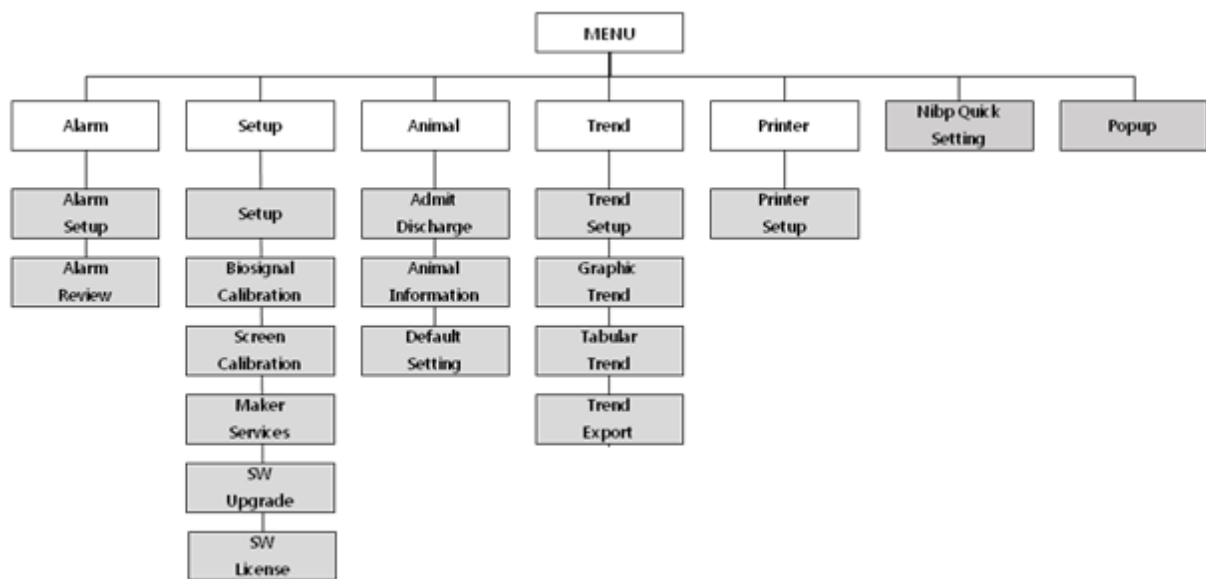 MENU
Alarm
Setup
Animal
Trend
Printer
Nibp Quick
Setting
Popup
Alarm
Setup
Alarm
Review
Setup
Biosignal
Calibration
Screen
Calibration
Maker
Services
SW
Upgrade
SW
License
Admit
Discharge
Animal
Information
Default
Setting
Trend
Setup
Graphic
Trend
Tabular
Trend
Trend
Export
Printer
Setup